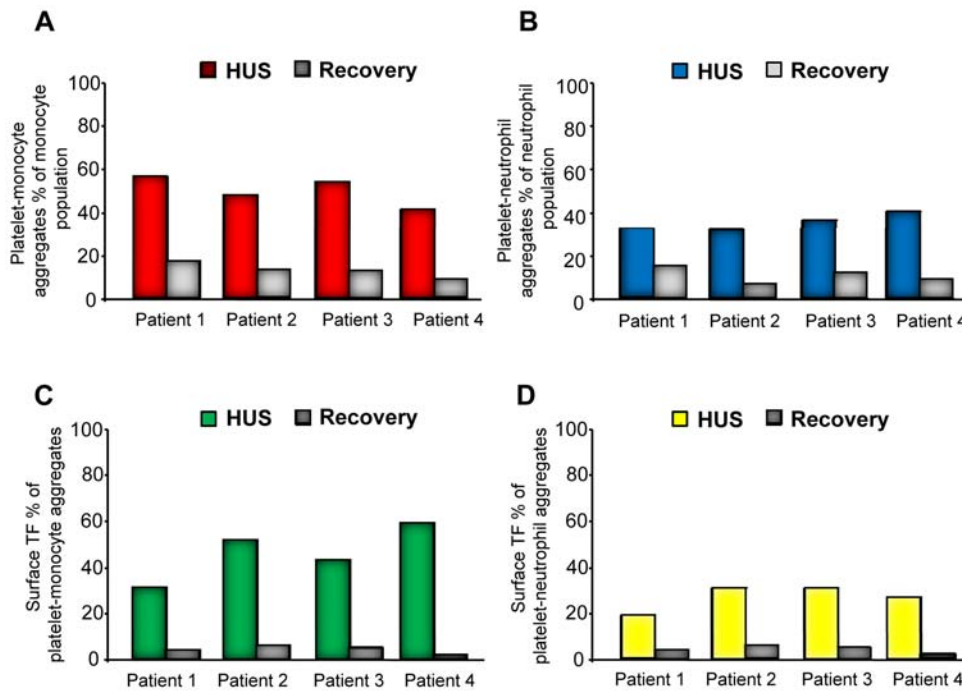 A
HUS Recovery
Platelet-monocyte
aggregates % of monocyte
population
100
80
60
40
20
0
Patient 1 Patient 2 Patient 3 Patient 4
B
HUS Recovery
Platelet-neutrophil
aggregates % of neutrophil
population
100
80
60
40
20
0
Patient 1 Patient 2 Patient 3 Patient 4
C
HUS Recovery
Surface TF % of
platelet-monocyte aggregates
100
80
60
40
20
0
Patient 1 Patient 2 Patient 3 Patient 4
D
HUS Recovery
Surface TF % of
platelet-neutrophil aggregates
100
80
60
40
20
0
Patient 1 Patient 2 Patient 3 Patient 4